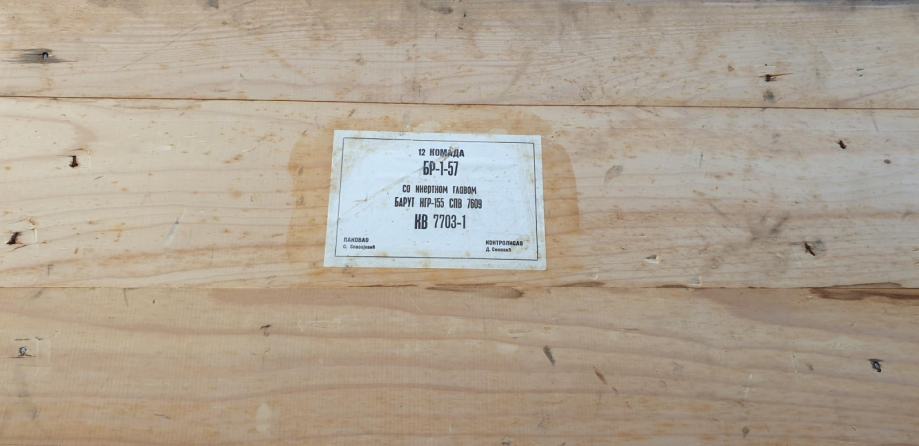 12 КОМАДА
БР-1-57
со инертном главом
БАРУТ НГР-155 СПВ 7609
КВ 7703-1
ПАКОВАО
КОНТРОЛИСАО